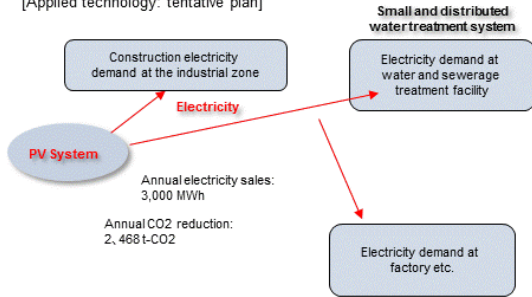 [Applied technology: tentative plan]
Small and distributed
water treatment system
Construction electricity
demand at the industrial zone
Electricity demand at
water and sewerage
treatment facility
Electricity
PV System
Annual electricity sales:
3,000 MWh
Annual CO2 reduction:
2、468 t-CO2
Electricity demand at
factory etc.